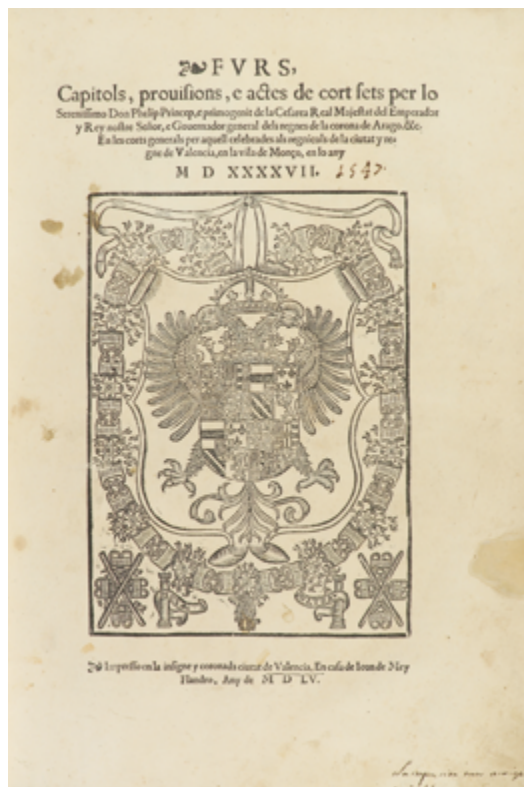 FVRS,
Capitols, prouisions, e actes de cort fets per lo
Serenissimo Don Phelip Princep, e primogenit de la Cesarea Real Majestat del Emperador
y Rey nostre Señor, e Gouernador general dels regnes de la corona de Arago. &c.
En les corts generals per aquell celebrades als regnicols de la ciutat y re-
gne de Valencia, en la vila de Monço, en lo any
M D XXXXVII. 1547.
Impresso en la insigne y coronada ciutat de Valencia. En casa de Ioan de Mey
Flandro, Any de M D LV.